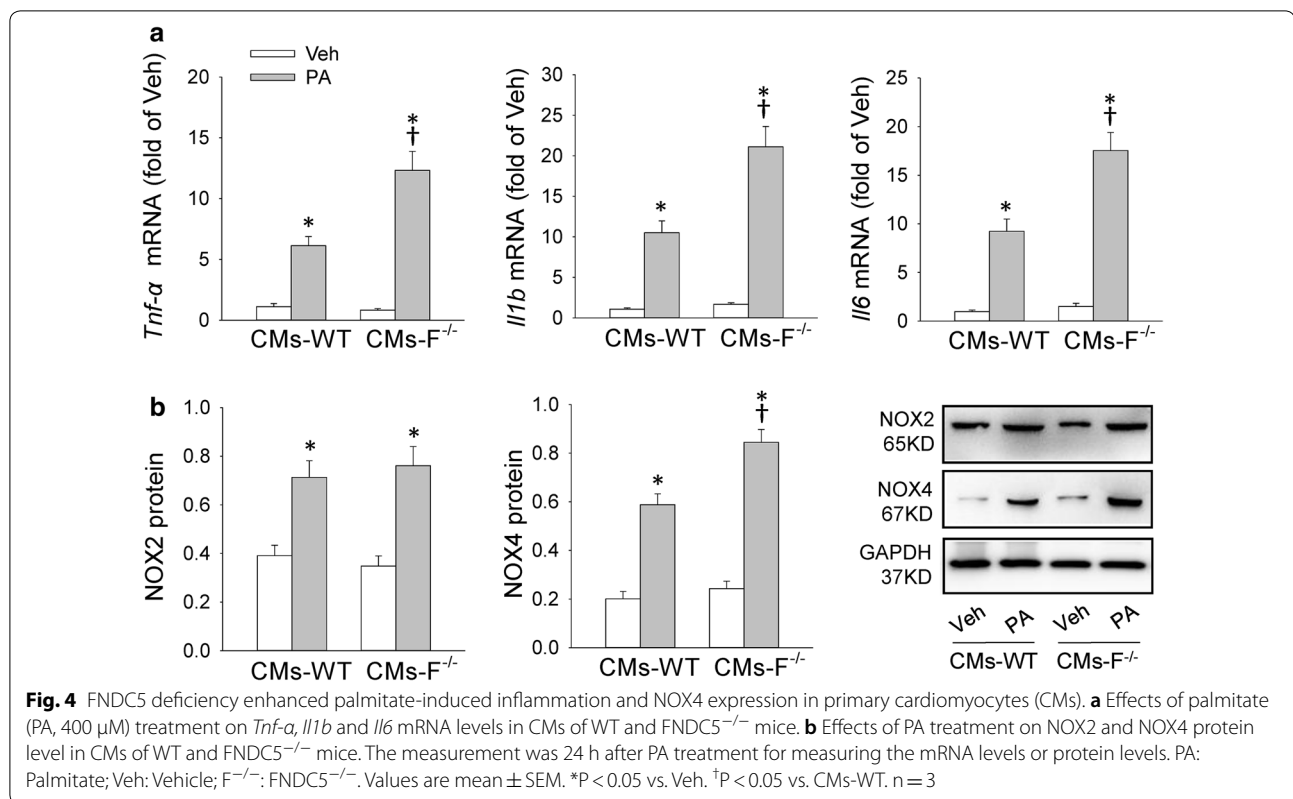 a
Veh
PA
Tnf-α mRNA (fold of Veh)
20
15
10
5
0
*
*
†
CMs-WT CMs-F-/-
Il1b mRNA (fold of Veh)
30
25
20
15
10
5
0
*
*
†
CMs-WT CMs-F-/-
Il6 mRNA (fold of Veh)
25
20
15
10
5
0
*
*
†
CMs-WT CMs-F-/-
b
NOX2 protein
1.0
0.8
0.6
0.4
0.2
0.0
*
*
CMs-WT CMs-F-/-
NOX4 protein
1.0
0.8
0.6
0.4
0.2
0.0
*
*
†
CMs-WT CMs-F-/-
NOX2
65KD
NOX4
67KD
GAPDH
37KD
Veh PA Veh PA
CMs-WT CMs-F-/-
Fig. 4 FNDC5 deficiency enhanced palmitate-induced inflammation and NOX4 expression in primary cardiomyocytes (CMs). a Effects of palmitate
(PA, 400 μM) treatment on Tnf-α, Il1b and Il6 mRNA levels in CMs of WT and FNDC5−/− mice. b Effects of PA treatment on NOX2 and NOX4 protein
level in CMs of WT and FNDC5−/− mice. The measurement was 24 h after PA treatment for measuring the mRNA levels or protein levels. PA:
Palmitate; Veh: Vehicle; F−/−: FNDC5−/−. Values are mean ± SEM. *P < 0.05 vs. Veh. †P < 0.05 vs. CMs-WT. n = 3